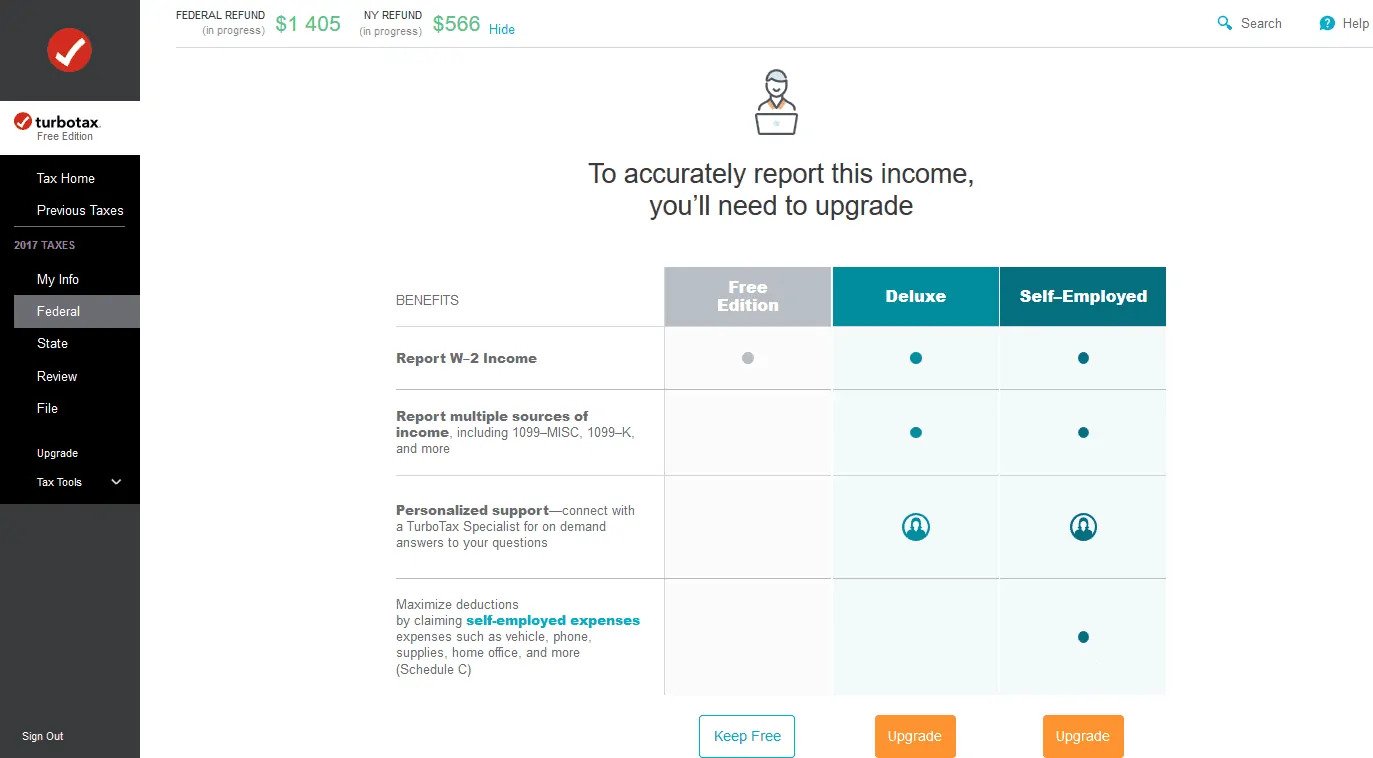 FEDERAL REFUND
(in progress)
$1 405
NY REFUND
(in progress)
$566
Hide
Search
? Help
turbotax.
Free Edition
Tax Home
Previous Taxes
2017 TAXES
My Info
Federal
State
Review
File
Upgrade
Tax Tools
Sign Out
To accurately report this income,
you’ll need to upgrade
BENEFITS
Free
Edition
Deluxe
Self–Employed
Report W–2 Income
Report multiple sources of
income, including 1099–MISC, 1099–K,
and more
Personalized support—connect with
a TurboTax Specialist for on demand
answers to your questions
Maximize deductions
by claiming self-employed expenses
expenses such as vehicle, phone,
supplies, home office, and more
(Schedule C)
Keep Free
Upgrade
Upgrade